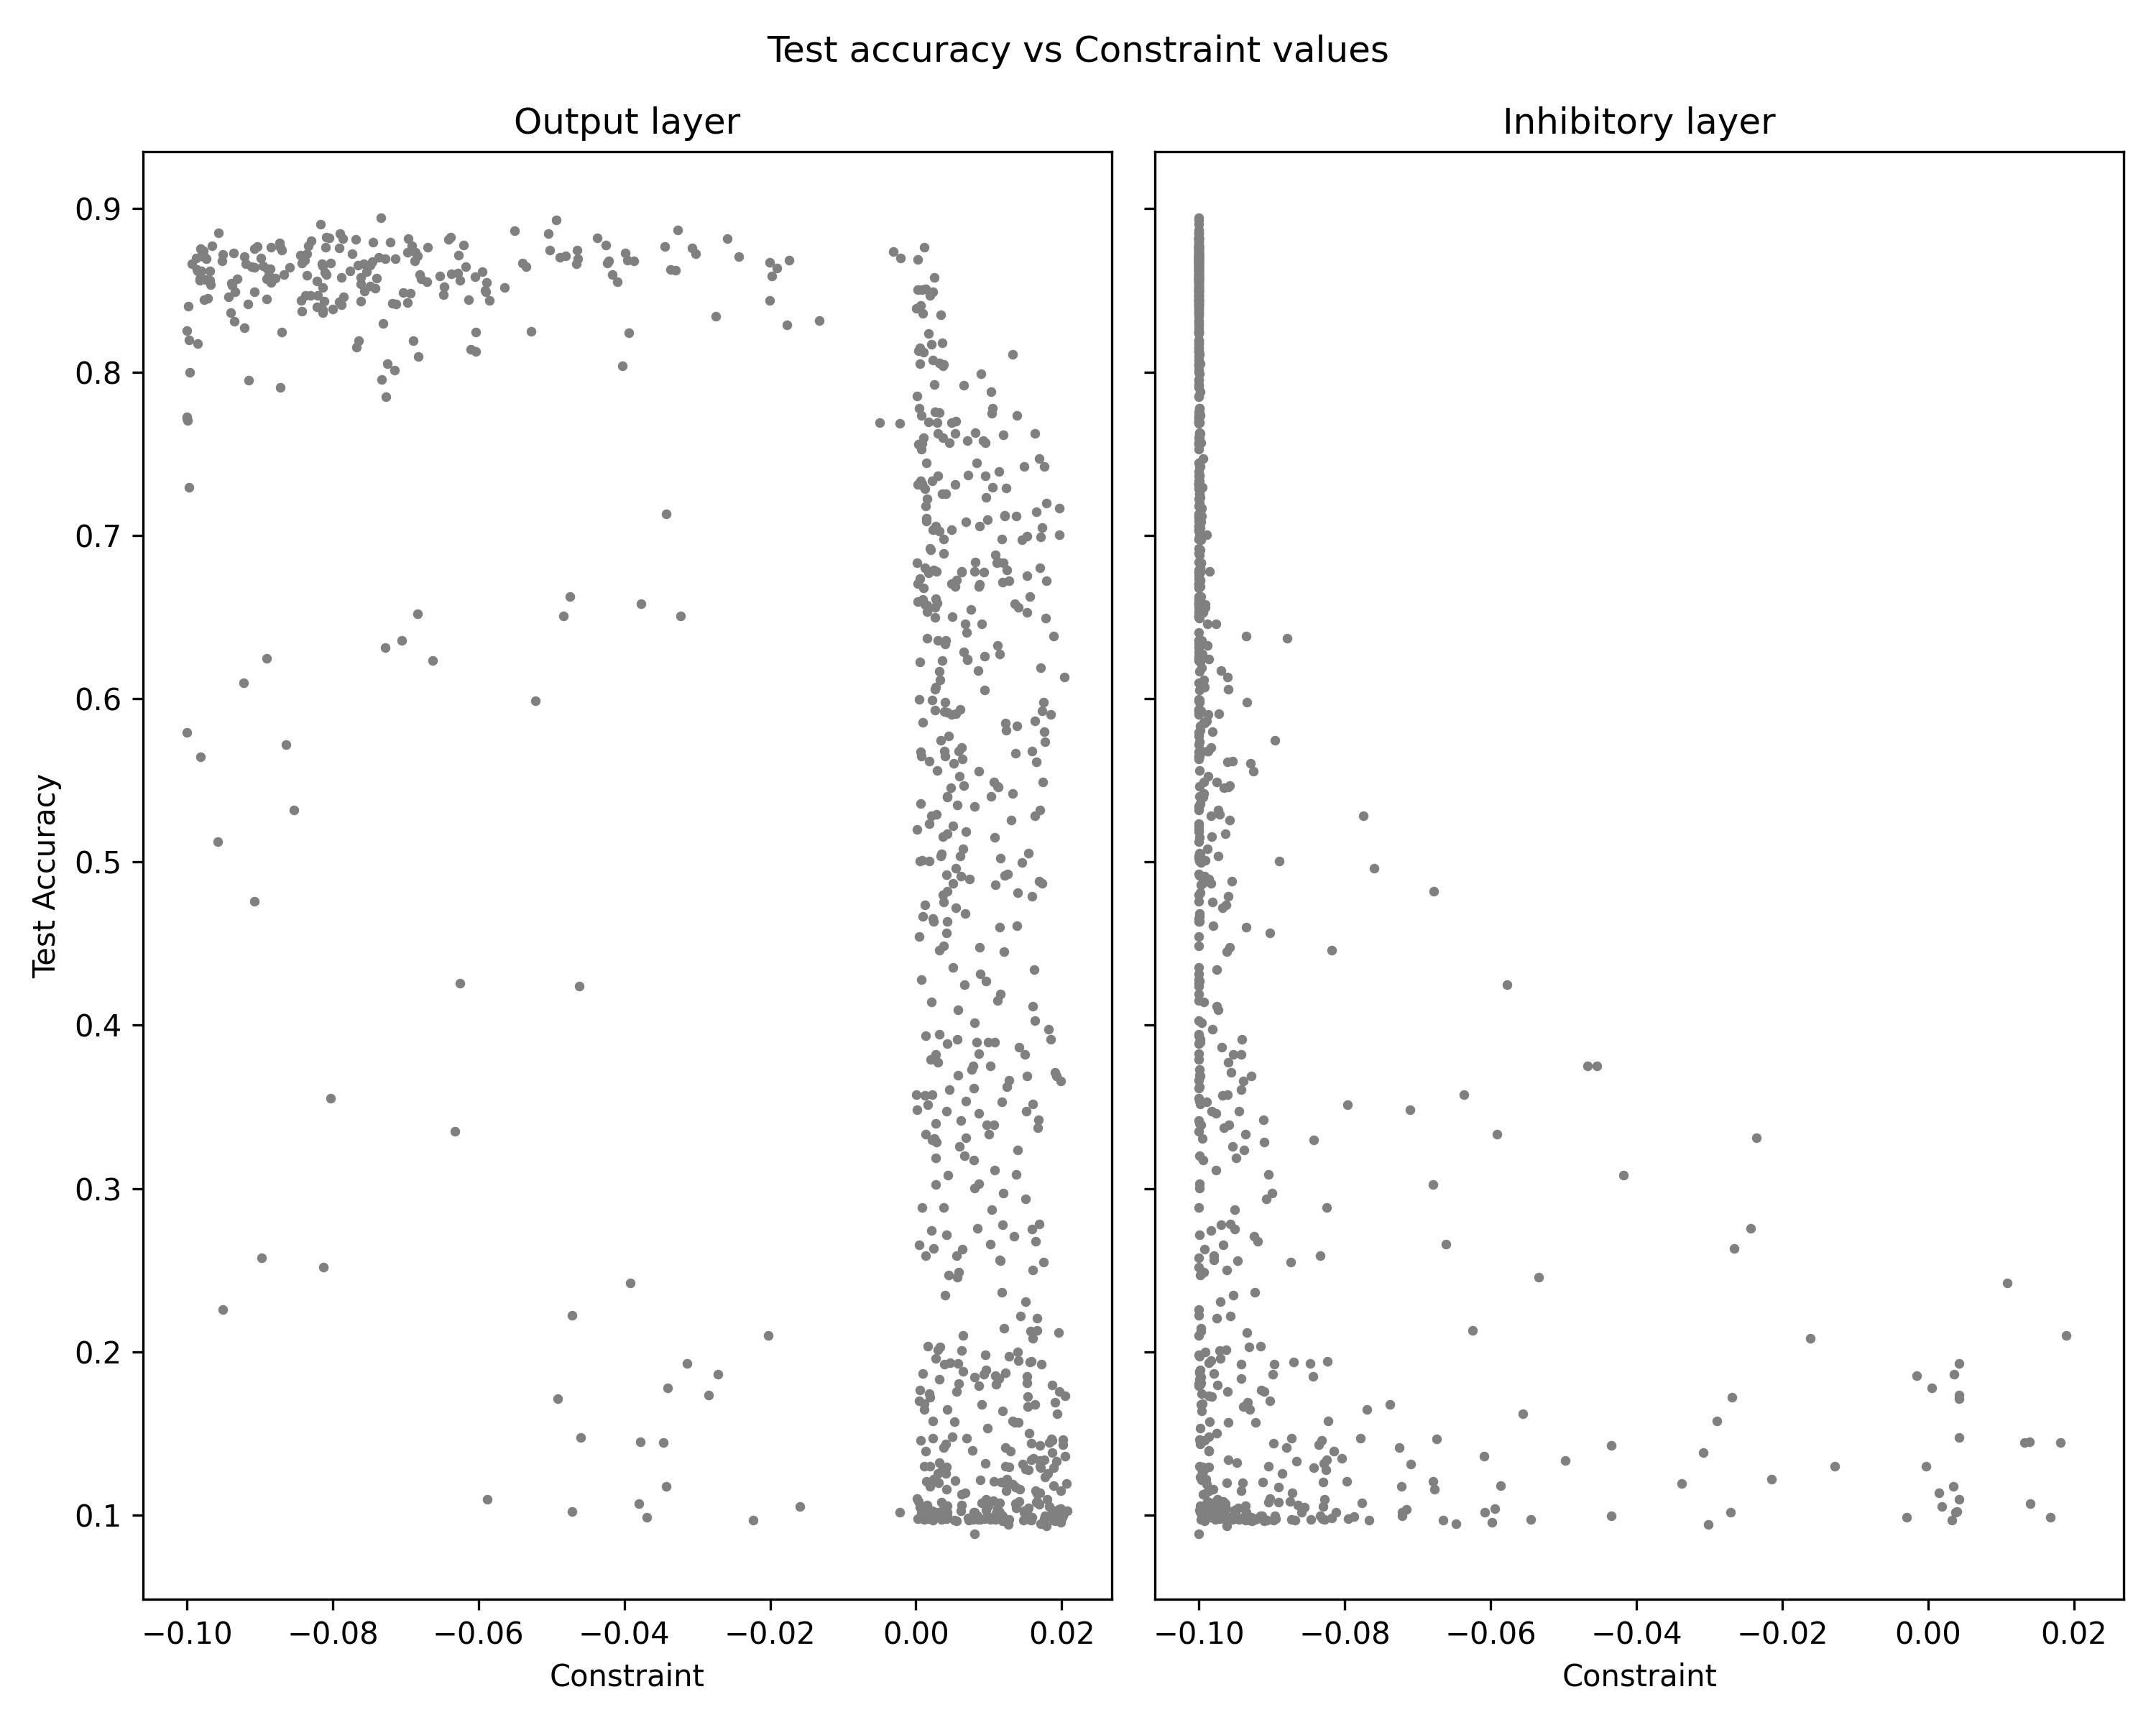 Test accuracy vs Constraint values
Output layer
Inhibitory layer
0.9
0.8
0.7
0.6
0.5
0.4
0.3
0.2
0.1
Test Accuracy
−0.10 −0.08 −0.06 −0.04 −0.02 0.00 0.02
−0.10 −0.08 −0.06 −0.04 −0.02 0.00 0.02
Constraint
Constraint